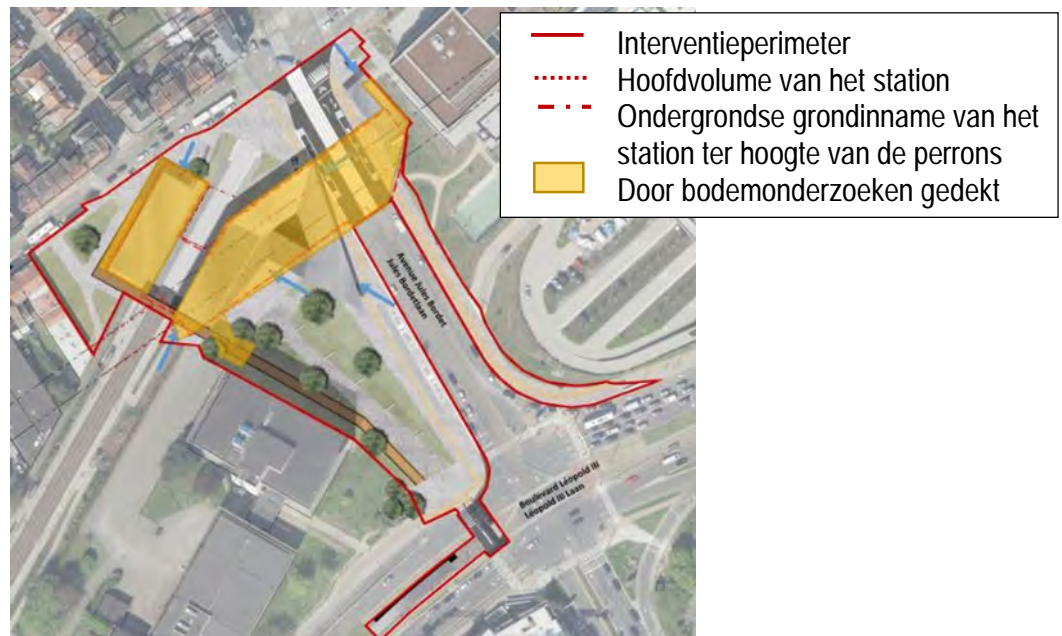 Interventieperimeter
Hoofdvolume van het station
Ondergrondse grondinname van het
station ter hoogte van de perrons
Door bodemonderzoeken gedekt
Avenue Jules Bordet
Jules Bordetlaan
Boulevard Léopold III
Léopold III Laan